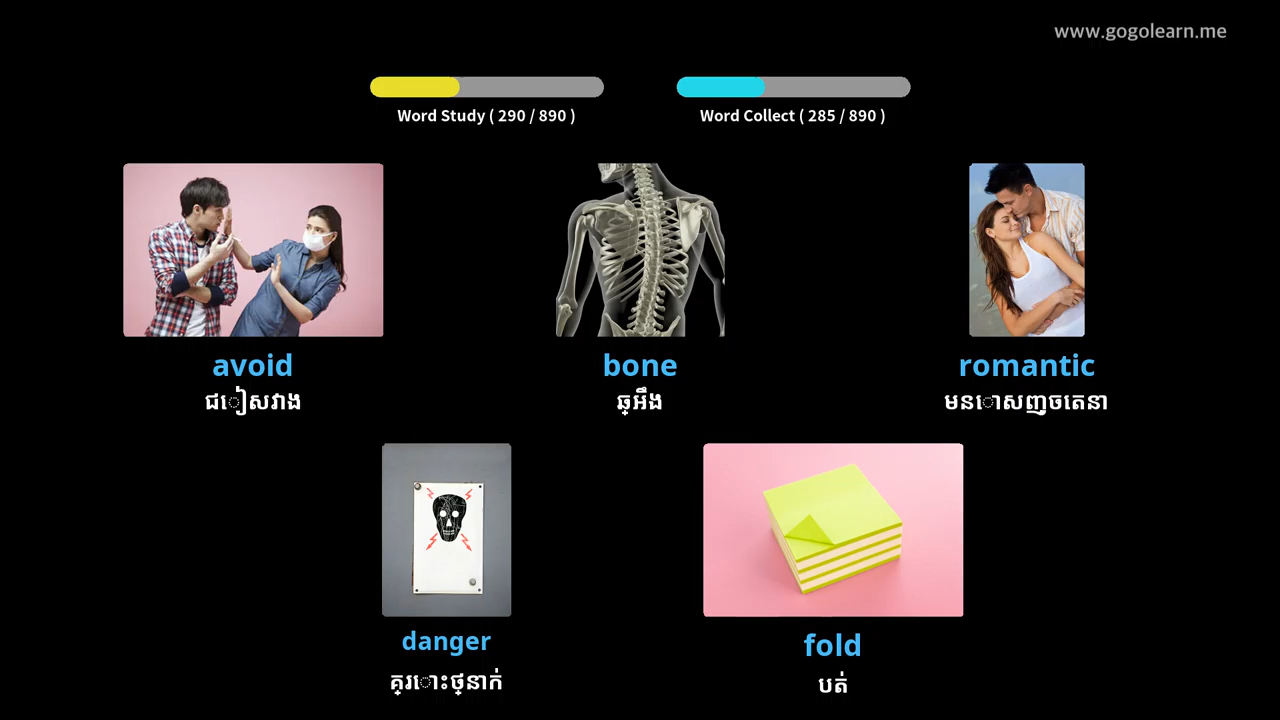 www.gogolearn.me
Word Study ( 290 / 890 )
Word Collect ( 285 / 890 )
avoid
bone
romantic
ជៀសវាង
ឆ្អឹង
មនោសញ្ចេតនា
danger
fold
គ្រោះថ្នាក់
បត់